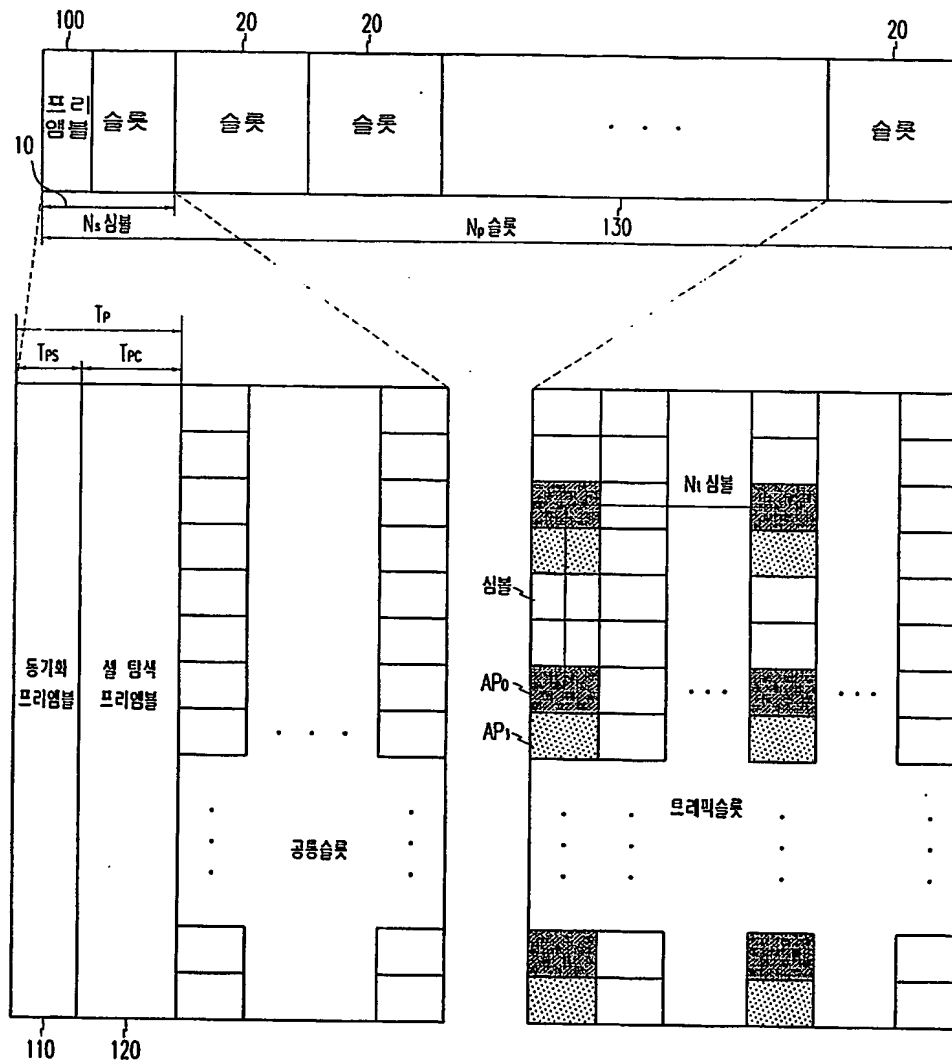 100
20
20
20
프리
앰블
슬롯
슬롯
슬롯
. . .
슬롯
10
Ns 심볼
Np 슬롯
130
TP
TPS
TPC
Nt 심볼
심볼
동기화
프리엠블
셀 탐색
프리엠블
AP0
AP1
. . .
. . .
. . .
공통슬롯
트래픽슬롯
110
120